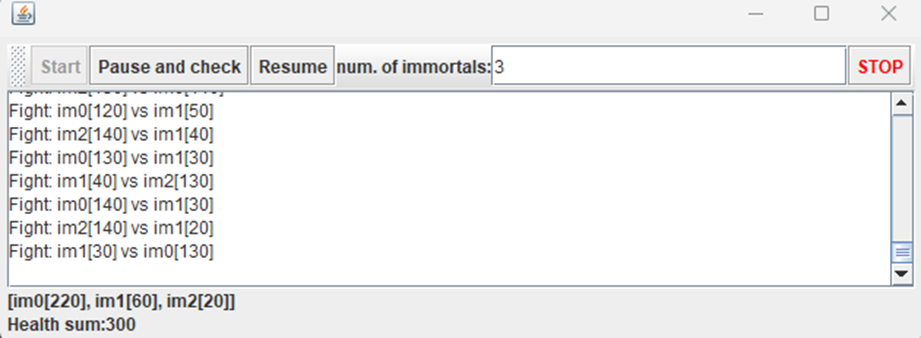 Start Pause and check Resume num. of immortals: 3 STOP
Fight: im0[120] vs im1[50]
Fight: im2[140] vs im1[40]
Fight: im0[130] vs im1[30]
Fight: im1[40] vs im2[130]
Fight: im0[140] vs im1[30]
Fight: im2[140] vs im1[20]
Fight: im1[30] vs im0[130]
[im0[220], im1[60], im2[20]]
Health sum:300